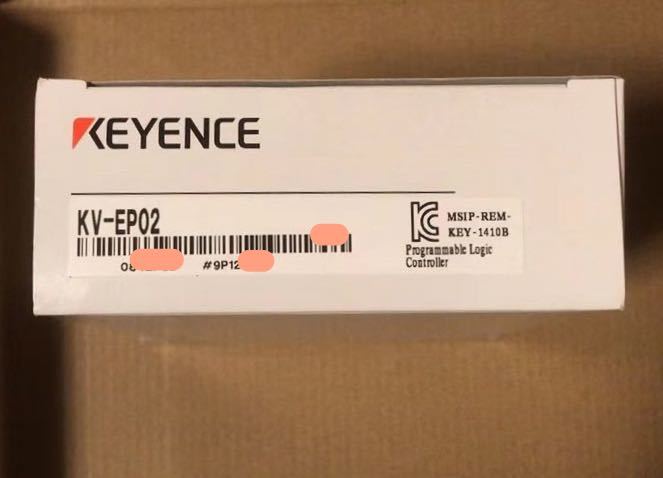 KEYENCE
KV-EP02
MSIP-REM-
KEY-1410B
Programmable Logic
Controller
#9P12